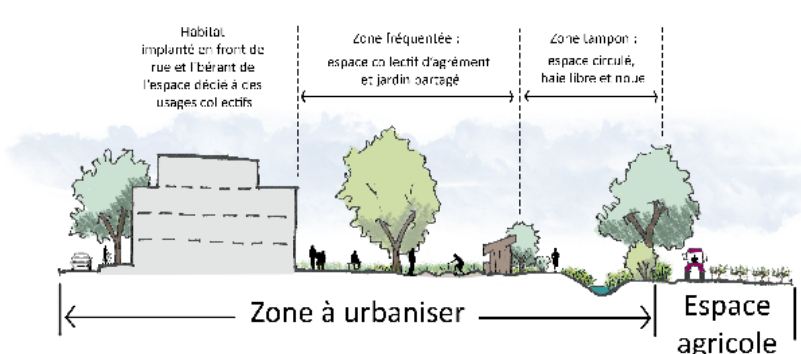 Habitat
implanté en front de
rue et libérant de
l'espace dédié à des
usages collectifs
Zone fréquentée :
espace collectif d'agrément
et jardin partagé
Zone tampon :
espace circulé,
haie libre et noue
Zone à urbaniser
Espace
agricole